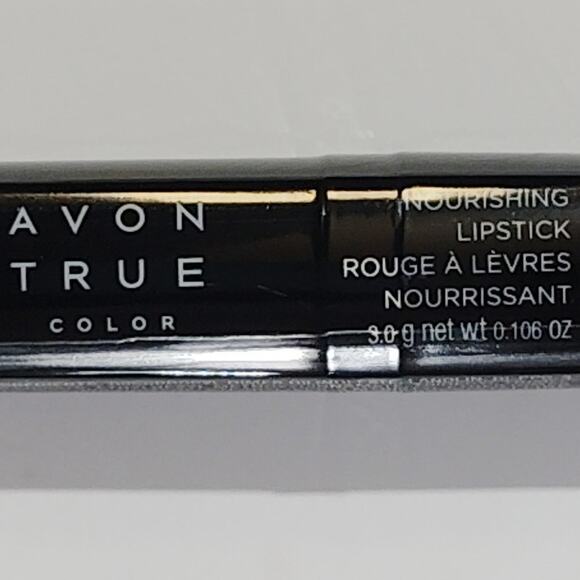 AVON
TRUE
COLOR
NOURISHING
LIPSTICK
ROUGE À LÈVRES
NOURRISSANT
3.0 g net wt 0.106 OZ